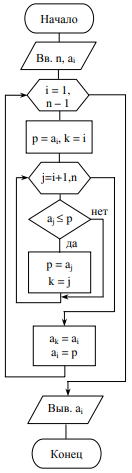 Начало
Вв. n, aᵢ
i = 1,
n − 1
p = aᵢ, k = i
j=i+1,n
aⱼ ≤ p
нет
да
p = aⱼ
k = j
aₖ = aᵢ
aᵢ = p
Выв. aᵢ
Конец